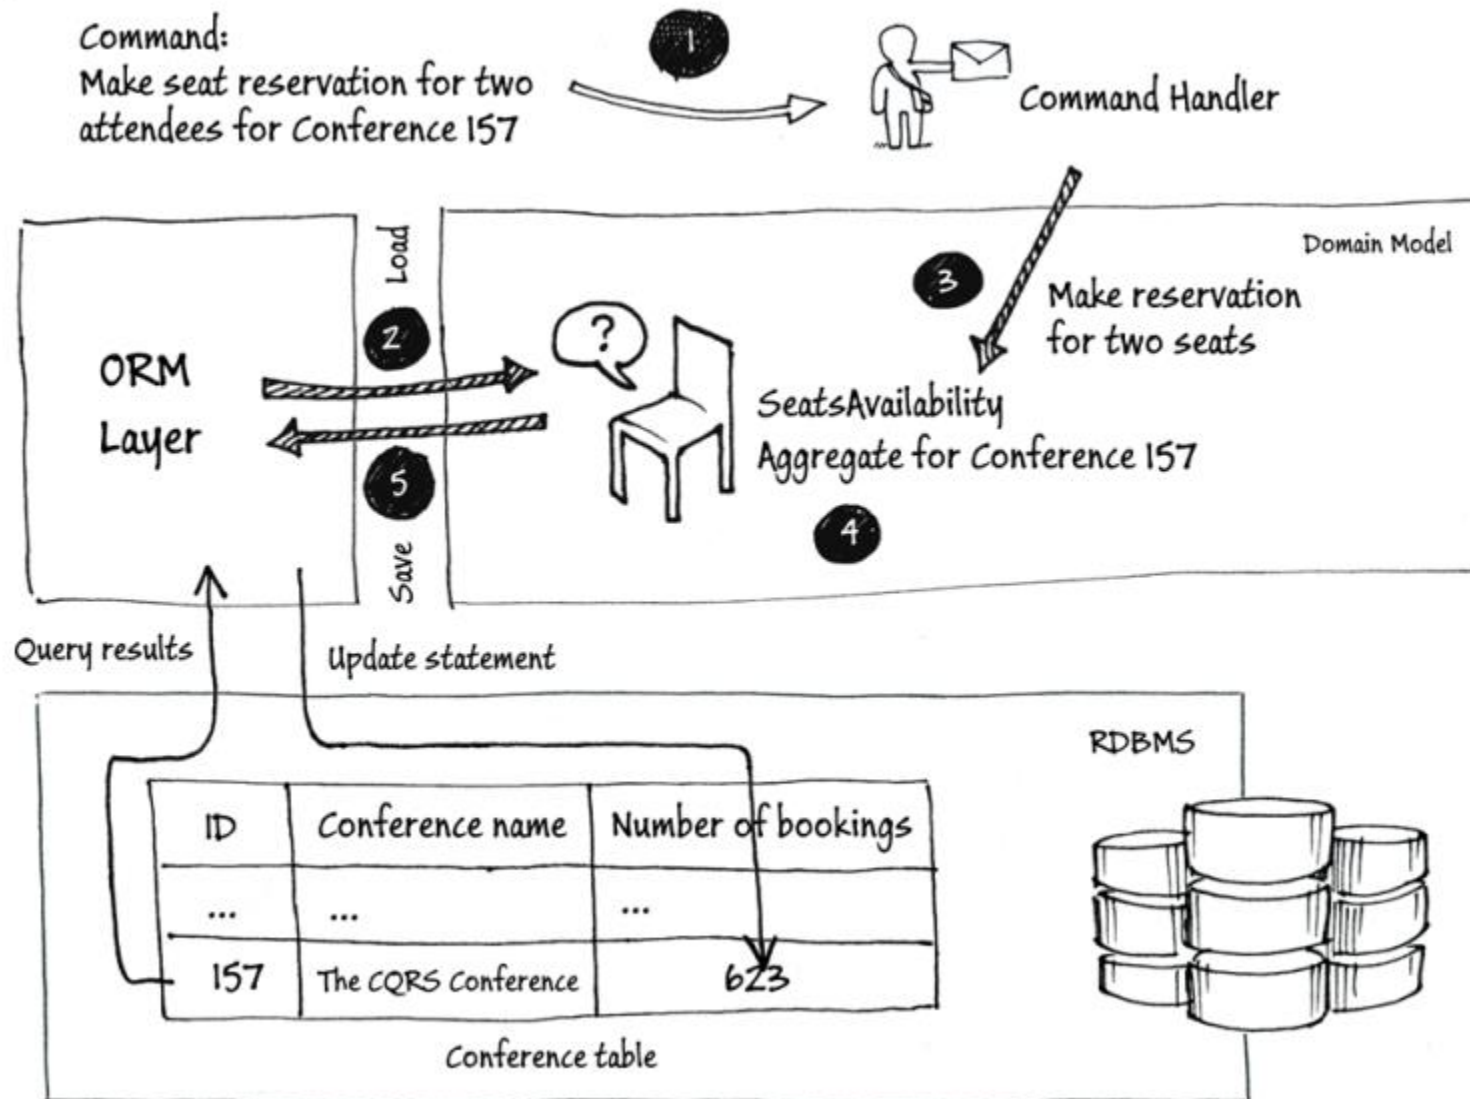 Command:
Make seat reservation for two
attendees for Conference 157
1
Command Handler
Domain Model
Load
2
3
Make reservation
for two seats
?
ORM
Layer
SeatsAvailability
Aggregate for Conference 157
5
4
Save
Query results
Update statement
RDBMS
ID Conference name Number of bookings
... ... ...
157 The CQRS Conference 623
Conference table